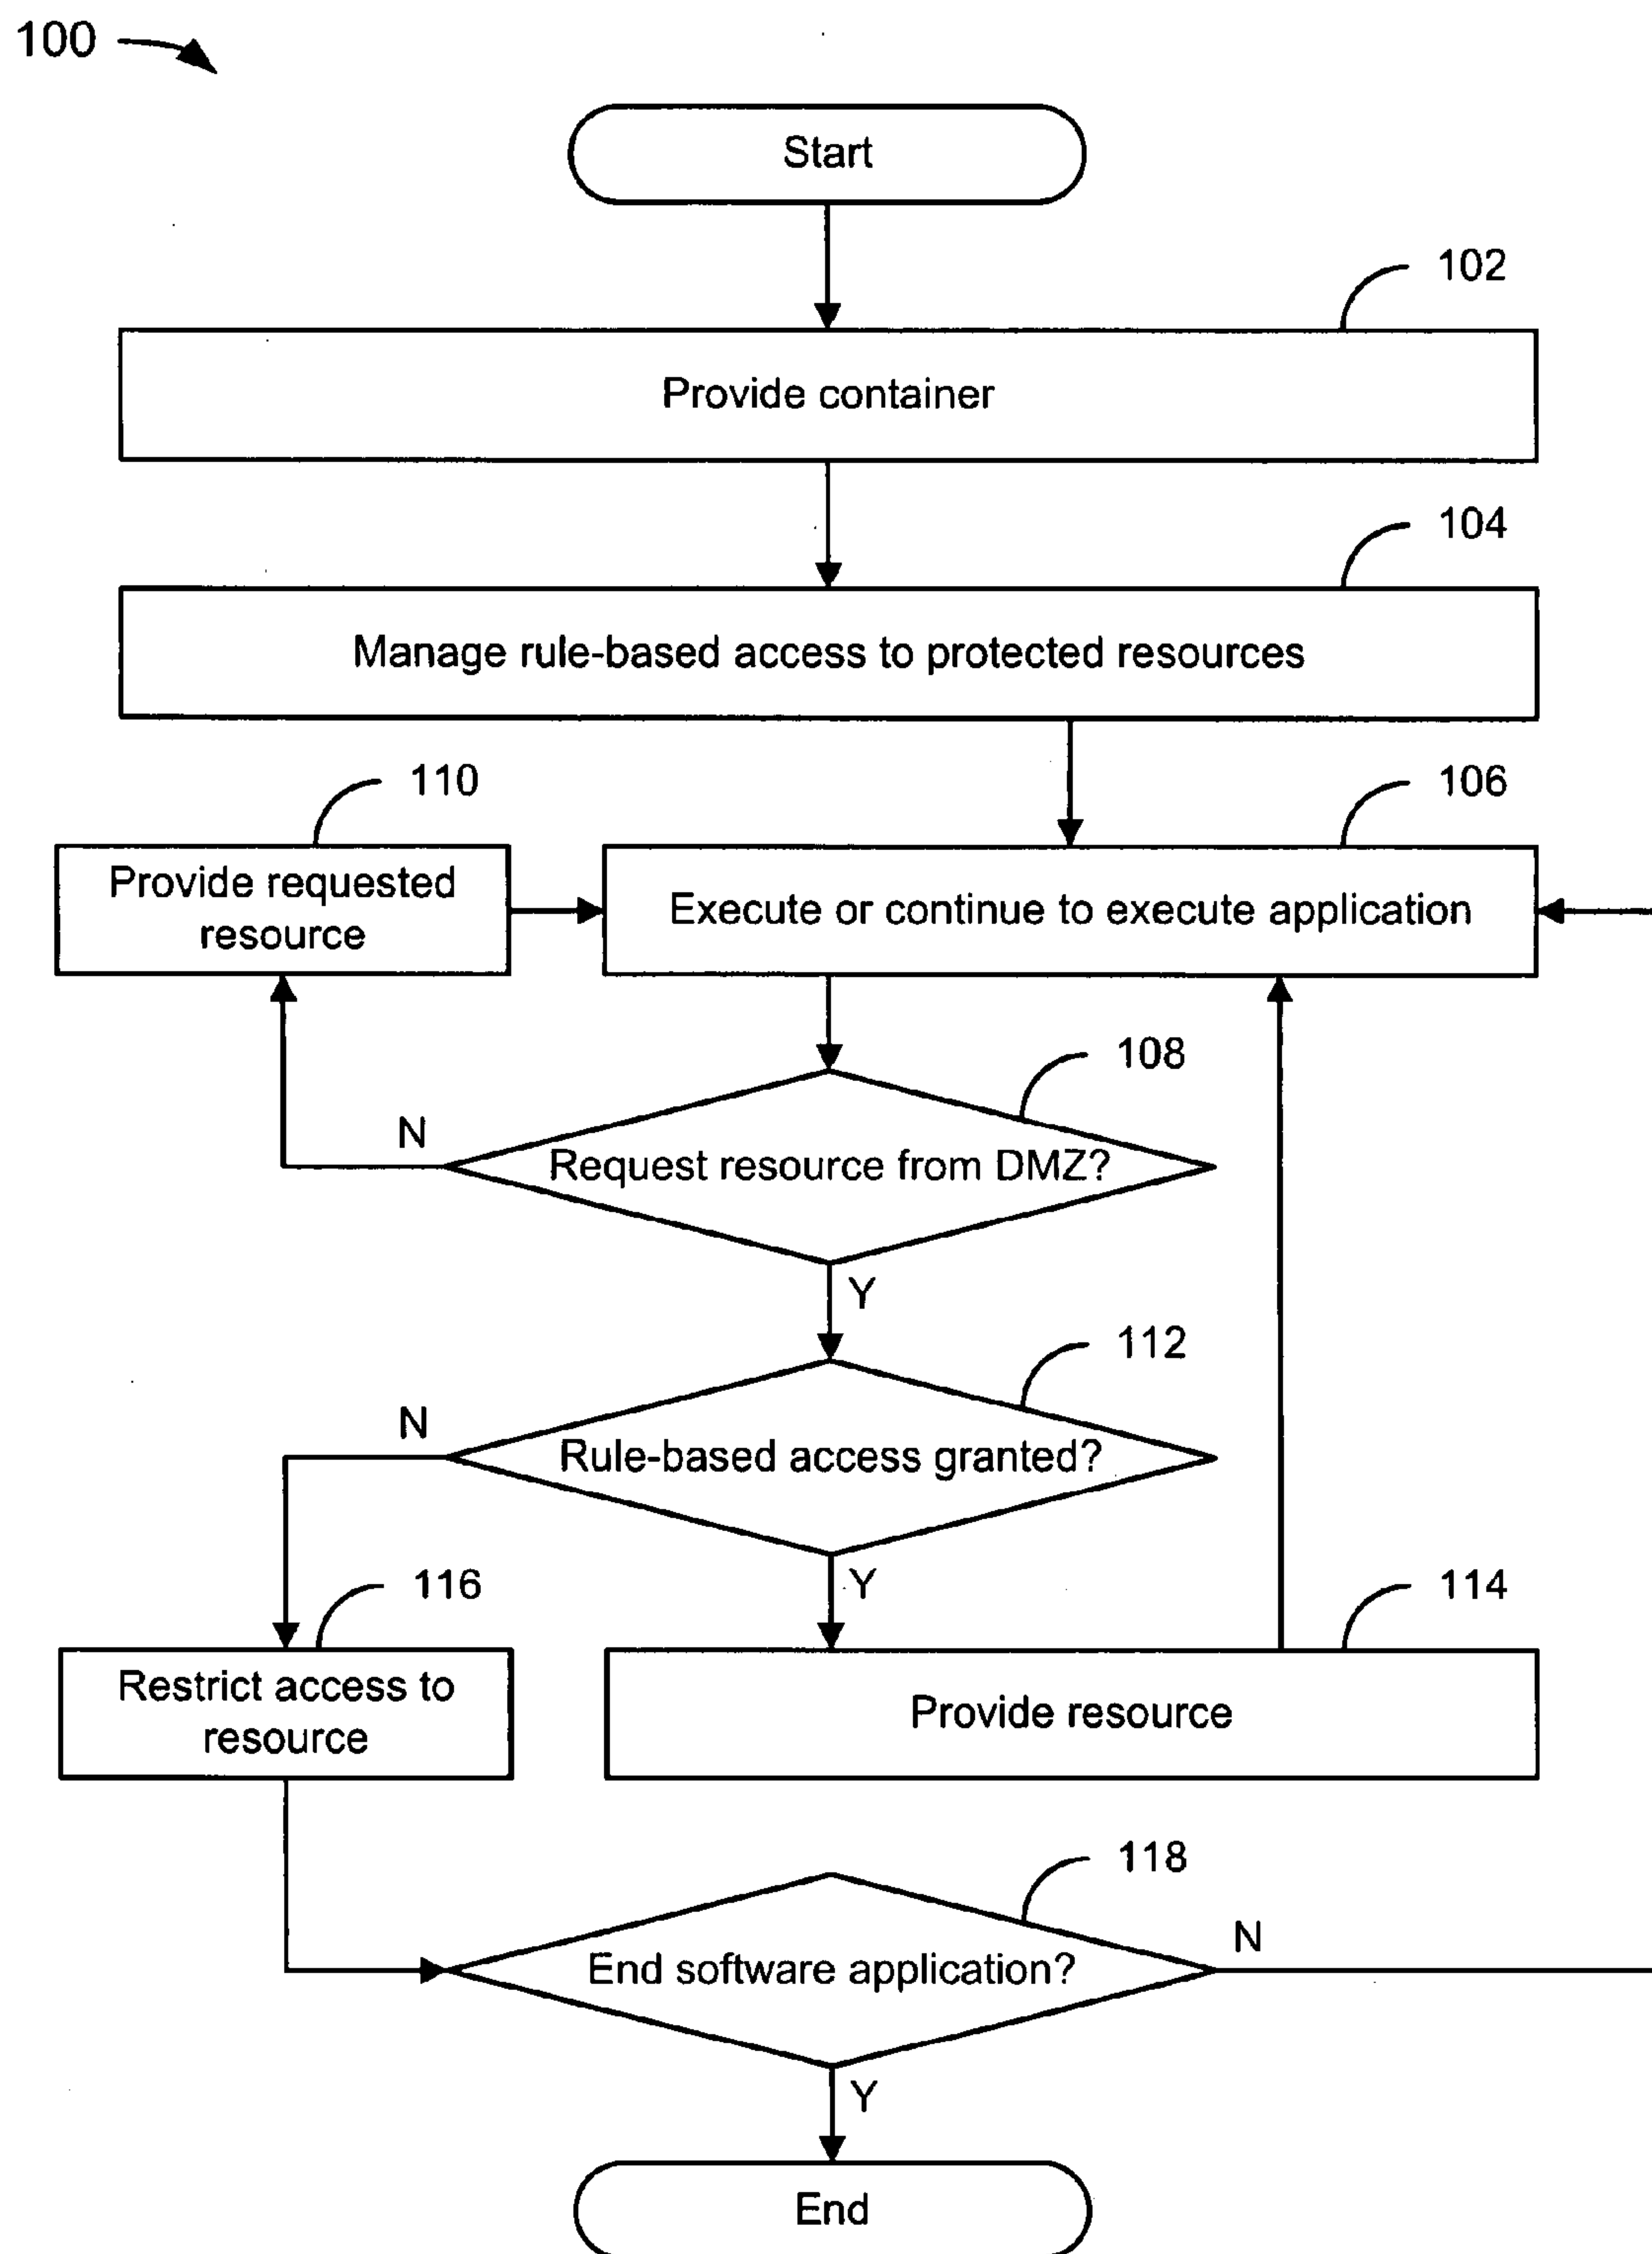 100
Start
102
Provide container
104
Manage rule-based access to protected resources
110
106
Provide requested
resource
Execute or continue to execute application
108
N
Request resource from DMZ?
Y
112
N
Rule-based access granted?
Y
116
114
Restrict access to
resource
Provide resource
118
N
End software application?
Y
End